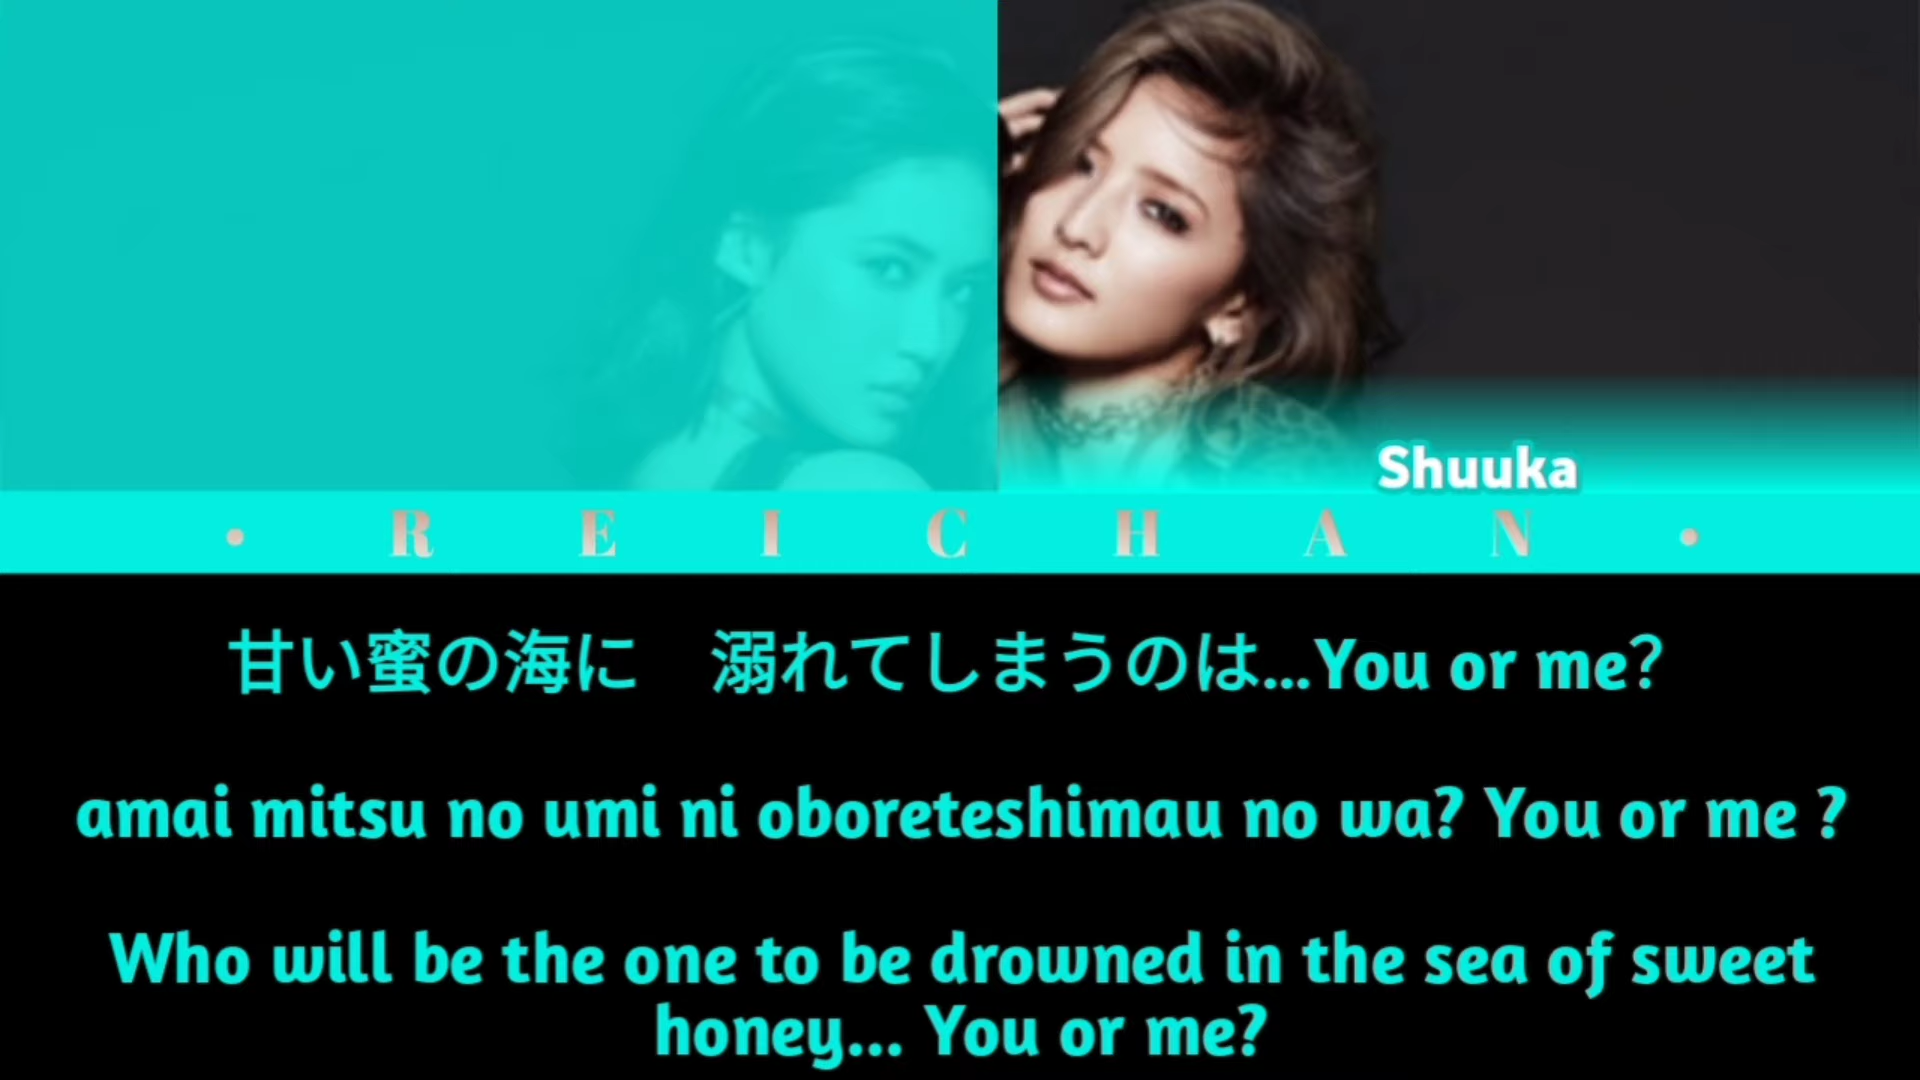 Shuuka
• R E I C H A N •
甘い蜜の海に　溺れてしまうのは...You or me?
amai mitsu no umi ni oboreteshimau no wa? You or me ?
Who will be the one to be drowned in the sea of sweet
honey... You or me?